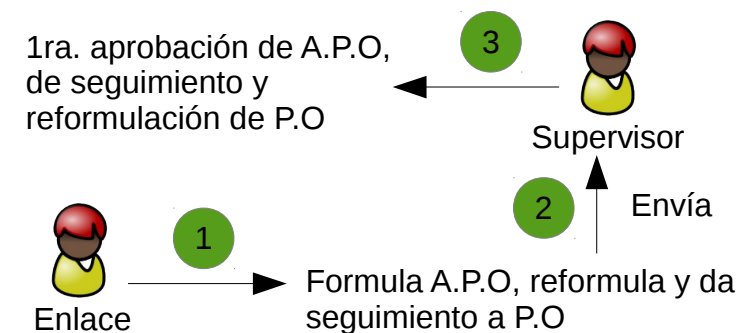 1ra. aprobación de A.P.O,
de seguimiento y
reformulación de P.O
3
Supervisor
2
Envía
1
Enlace
Formula A.P.O, reformula y da
seguimiento a P.O